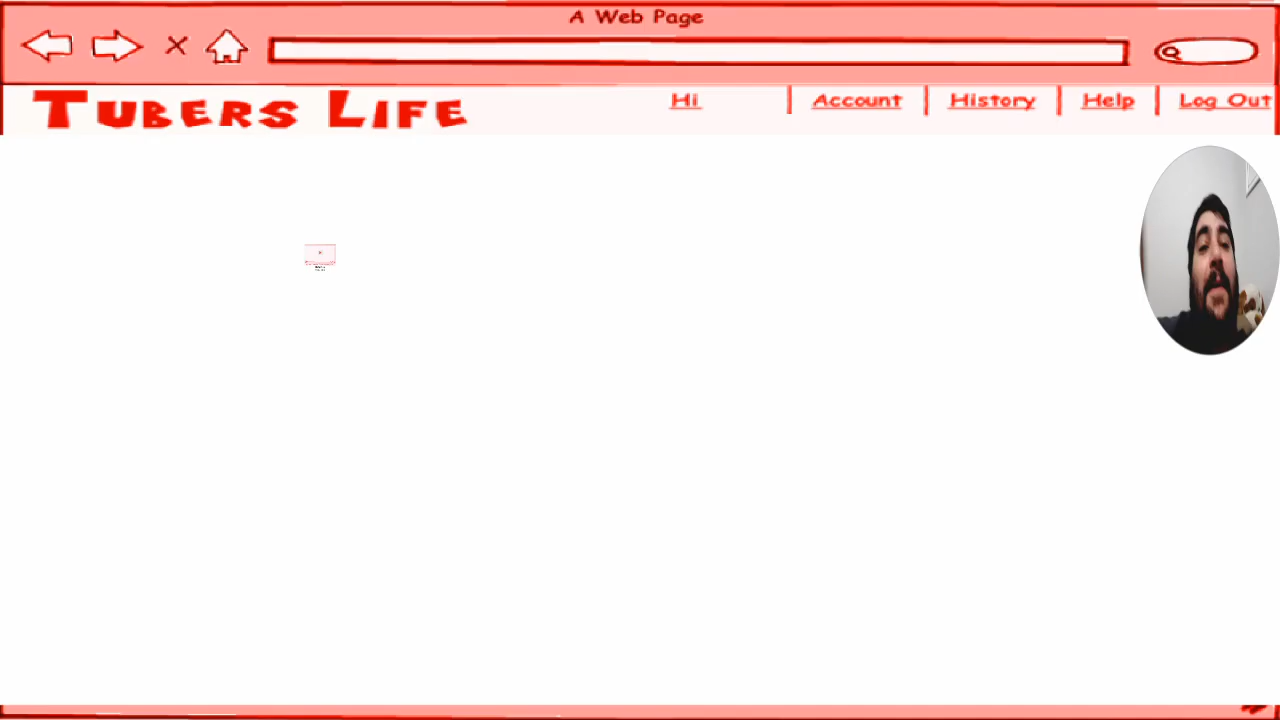 A Web Page
TUBERS LIFE
Hi
Account
History
Help
Log Out